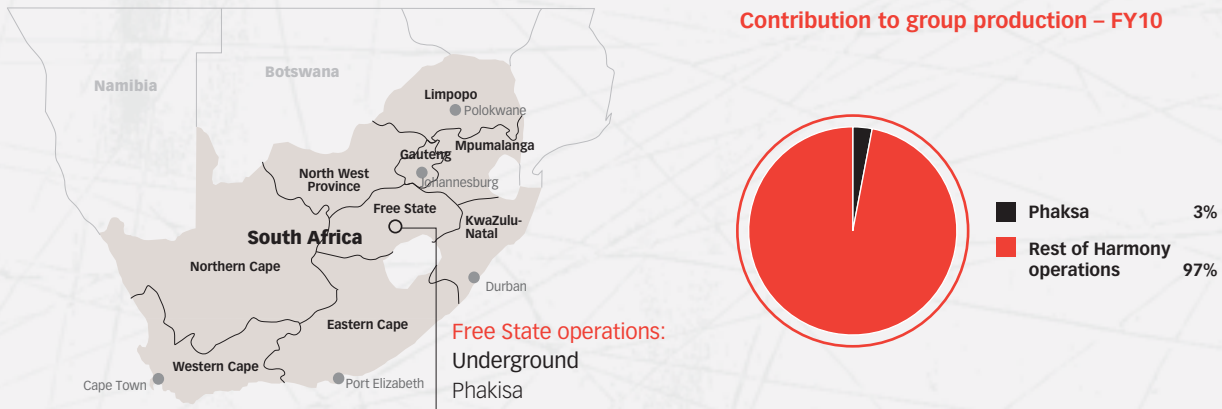 Contribution to group production – FY10
Namibia
Botswana
Limpopo
Polokwane
Mpumalanga
Gauteng
Johannesburg
North West
Province
Free State
KwaZulu-
Natal
South Africa
Northern Cape
Durban
Eastern Cape
Western Cape
Cape Town
Port Elizabeth
Free State operations:
Underground
Phakisa
Phaksa 3%
Rest of Harmony
operations 97%